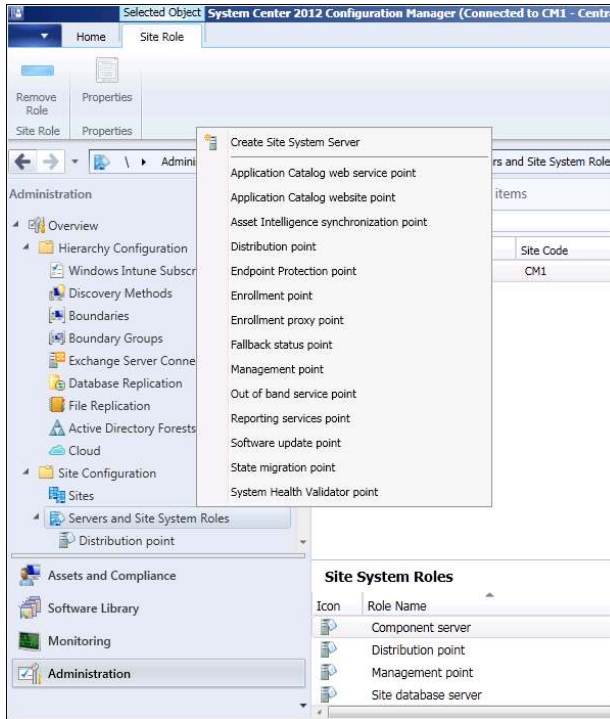 Selected Object System Center 2012 Configuration Manager (Connected to CM1 - Centr
Home Site Role
Remove Role
Properties
Site Role Properties
\ Admini rs and Site System Role
Administration
items
Overview
Hierarchy Configuration
Windows Intune Subscr
Discovery Methods
Boundaries
Boundary Groups
Exchange Server Conne
Database Replication
File Replication
Active Directory Forests
Cloud
Site Configuration
Sites
Servers and Site System Roles
Distribution point
Create Site System Server
Application Catalog web service point
Application Catalog website point
Asset Intelligence synchronization point
Distribution point
Endpoint Protection point
Enrollment point
Enrollment proxy point
Fallback status point
Management point
Out of band service point
Reporting services point
Software update point
State migration point
System Health Validator point
Site Code
CM1
Assets and Compliance
Software Library
Monitoring
Administration
Site System Roles
Icon Role Name
Component server
Distribution point
Management point
Site database server